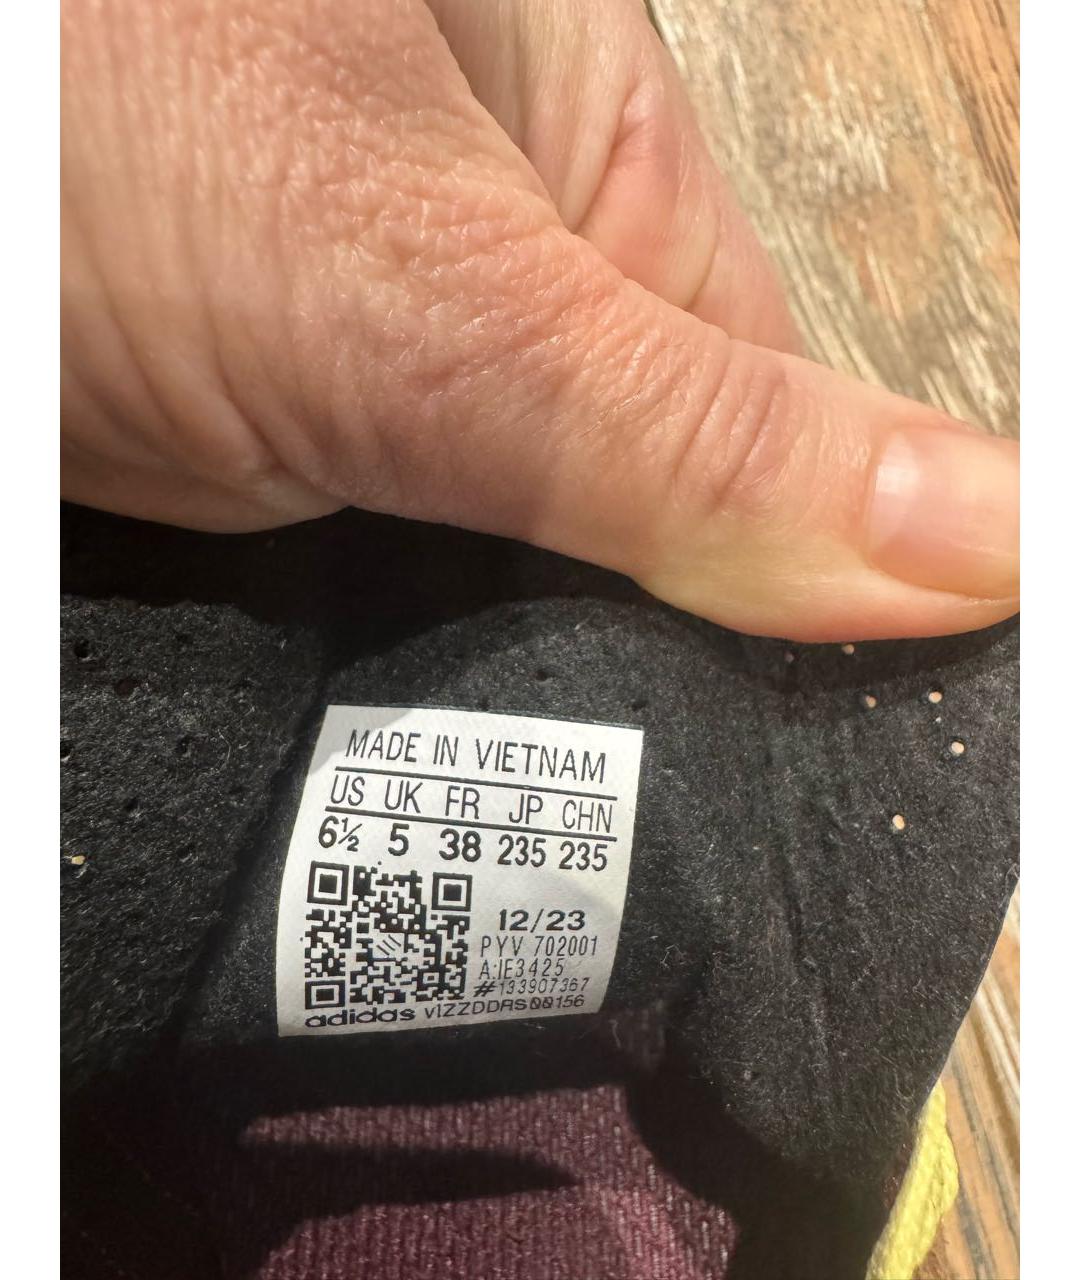 MADE IN VIETNAM
US UK FR JP CHN
6½ 5 38 235 235
12/23
PYV 702001
A:IE3425
#133907367
adidas V1ZZDDRS00156